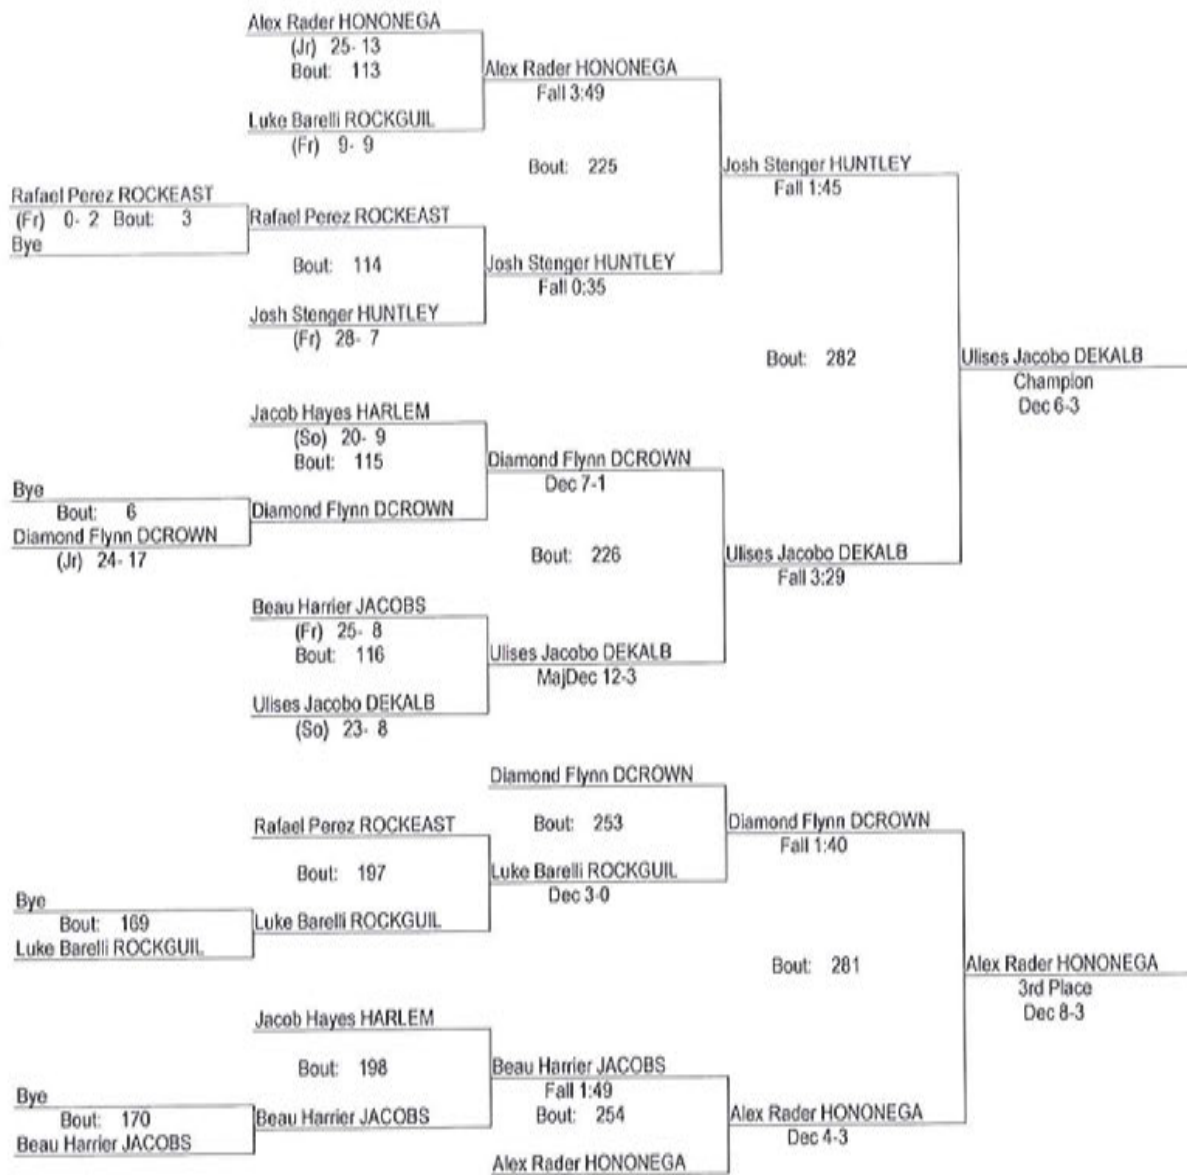 Alex Rader HONONEGA
(Jr) 25- 13
Bout: 113
Alex Rader HONONEGA
Fall 3:49
Luke Barelli ROCKGUIL
(Fr) 9- 9
Bout: 225
Josh Stenger HUNTLEY
Fall 1:45
Rafael Perez ROCKEAST
(Fr) 0- 2 Bout: 3
Bye
Rafael Perez ROCKEAST
Bout: 114
Josh Stenger HUNTLEY
Fall 0:35
Josh Stenger HUNTLEY
(Fr) 28- 7
Bout: 282
Ulises Jacobo DEKALB
Champion
Dec 6-3
Jacob Hayes HARLEM
(So) 20- 9
Bout: 115
Diamond Flynn DCROWN
Dec 7-1
Bye
Bout: 6
Diamond Flynn DCROWN
(Jr) 24- 17
Diamond Flynn DCROWN
Bout: 226
Ulises Jacobo DEKALB
Fall 3:29
Beau Harrier JACOBS
(Fr) 25- 8
Bout: 116
Ulises Jacobo DEKALB
MajDec 12-3
Ulises Jacobo DEKALB
(So) 23- 8
Diamond Flynn DCROWN
Bout: 253
Diamond Flynn DCROWN
Fall 1:40
Rafael Perez ROCKEAST
Bout: 197
Luke Barelli ROCKGUIL
Dec 3-0
Bye
Bout: 169
Luke Barelli ROCKGUIL
Luke Barelli ROCKGUIL
Bout: 281
Alex Rader HONONEGA
3rd Place
Dec 8-3
Jacob Hayes HARLEM
Bout: 198
Beau Harrier JACOBS
Fall 1:49
Bout: 254
Bye
Bout: 170
Beau Harrier JACOBS
Beau Harrier JACOBS
Alex Rader HONONEGA
Dec 4-3
Alex Rader HONONEGA